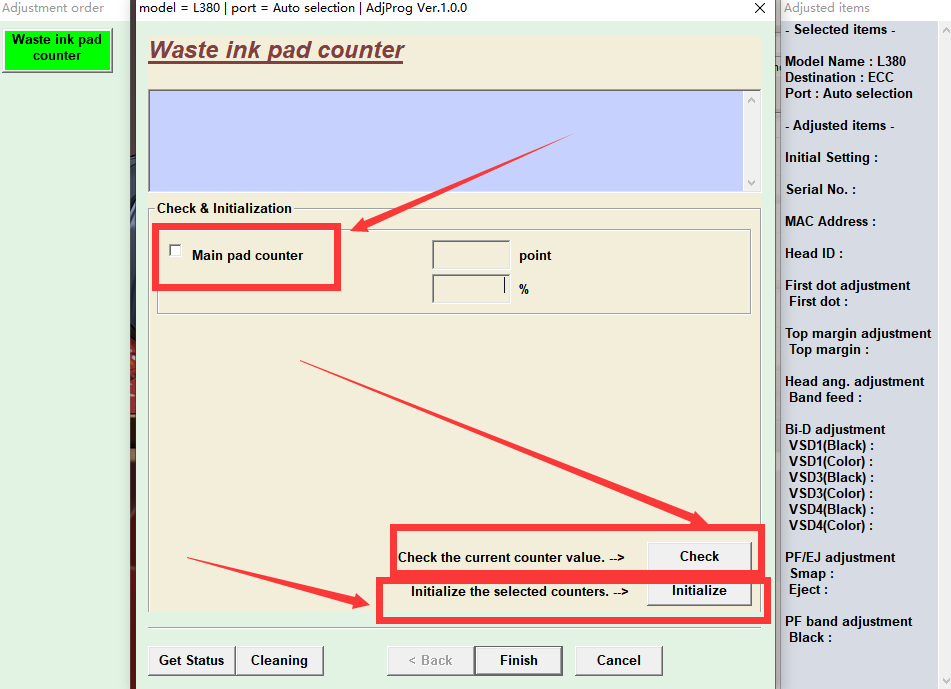 Adjustment order
Waste ink pad
counter
model = L380 | port = Auto selection | AdjProg Ver.1.0.0
Waste ink pad counter
Check & Initialization
Main pad counter
point
%
Check the current counter value. -->
Check
Initialize the selected counters. -->
Initialize
Get Status
Cleaning
< Back
Finish
Cancel
Adjusted items
- Selected items -
Model Name : L380
Destination : ECC
Port : Auto selection
- Adjusted items -
Initial Setting :
Serial No. :
MAC Address :
Head ID :
First dot adjustment
First dot :
Top margin adjustment
Top margin :
Head ang. adjustment
Band feed :
Bi-D adjustment
VSD1(Black) :
VSD1(Color) :
VSD3(Black) :
VSD3(Color) :
VSD4(Black) :
VSD4(Color) :
PF/EJ adjustment
Smap :
Eject :
PF band adjustment
Black :